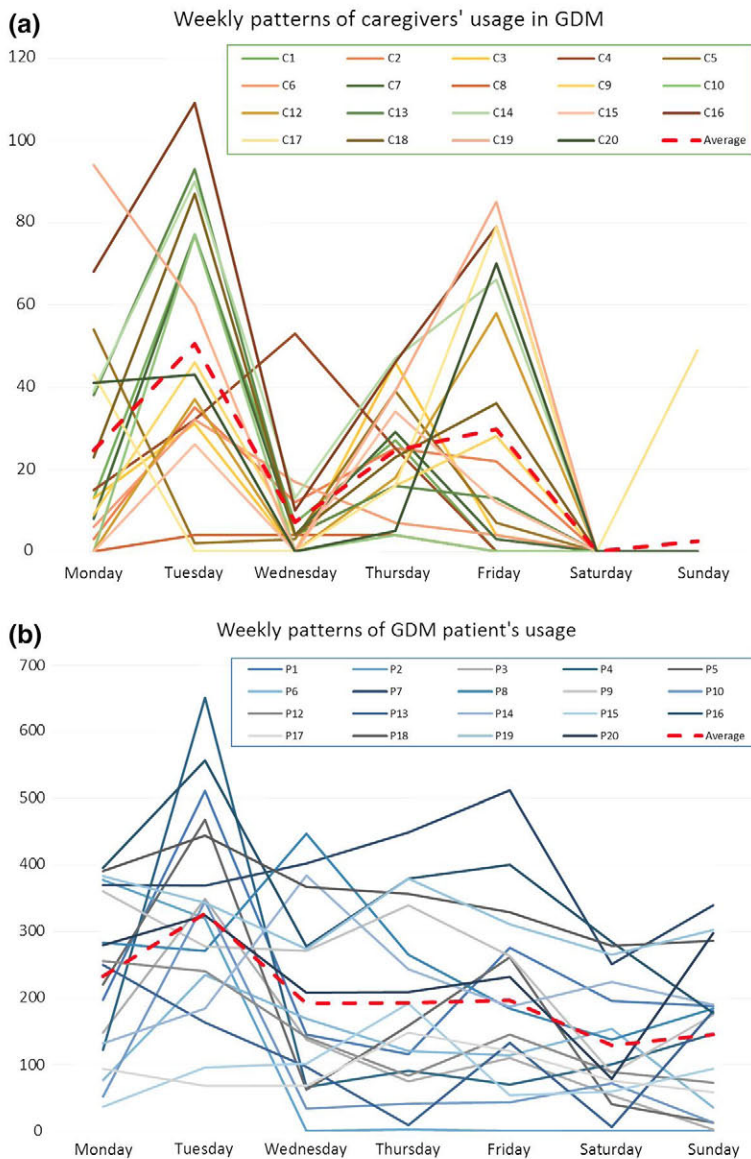 (a)
Weekly patterns of caregivers' usage in GDM
120
C1 C2 C3 C4 C5
C6 C7 C8 C9 C10
100
C12 C13 C14 C15 C16
C17 C18 C19 C20 Average
80
60
40
20
0
Monday Tuesday Wednesday Thursday Friday Saturday Sunday
(b)
Weekly patterns of GDM patient's usage
700
P1 P2 P3 P4 P5
P6 P7 P8 P9 P10
600
P12 P13 P14 P15 P16
P17 P18 P19 P20 Average
500
400
300
200
100
0
Monday Tuesday Wednesday Thursday Friday Saturday Sunday